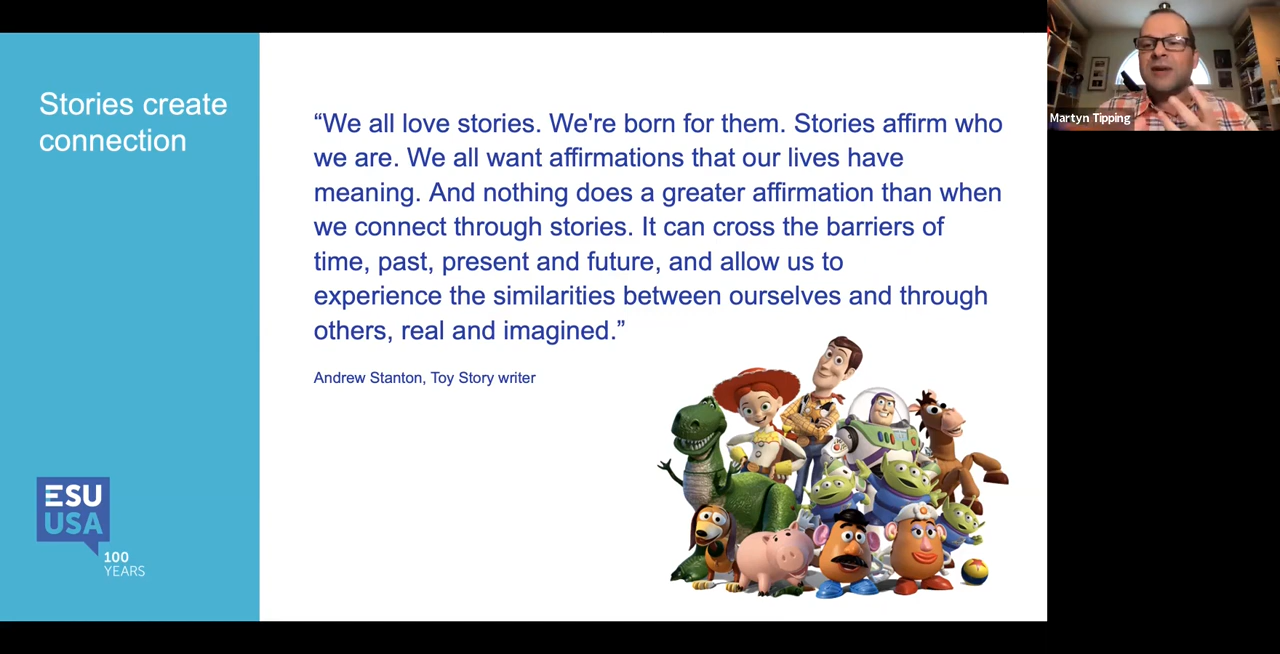 Stories create
connection
“We all love stories. We're born for them. Stories affirm who
we are. We all want affirmations that our lives have
meaning. And nothing does a greater affirmation than when
we connect through stories. It can cross the barriers of
time, past, present and future, and allow us to
experience the similarities between ourselves and through
others, real and imagined.”
Andrew Stanton, Toy Story writer
ESU
USA
100
YEARS
Martyn Tipping